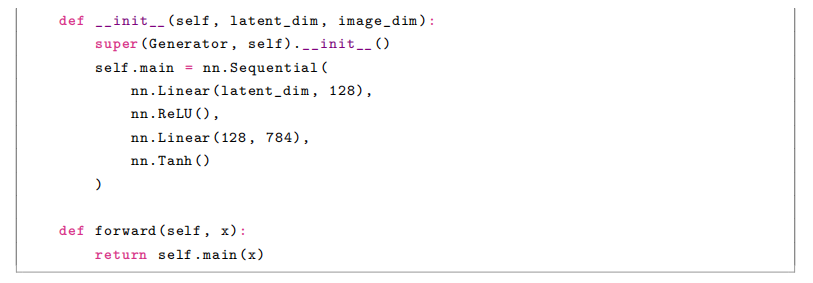 def __init__(self, latent_dim, image_dim):
super(Generator, self).__init__()
self.main = nn.Sequential(
nn.Linear(latent_dim, 128),
nn.ReLU(),
nn.Linear(128, 784),
nn.Tanh()
)
def forward(self, x):
return self.main(x)